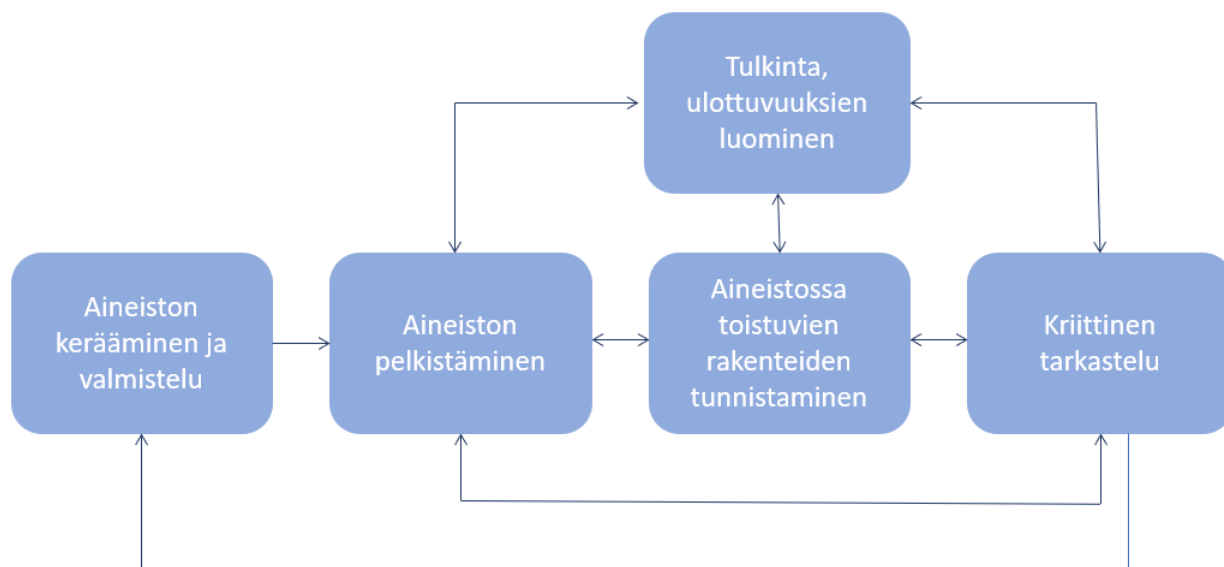 Tulkinta,
ulottuvuuksien
luominen
Aineiston
kerääminen ja
valmistelu
Aineiston
pelkistäminen
Aineistossa
toistuvien
rakenteiden
tunnistaminen
Kriittinen
tarkastelu